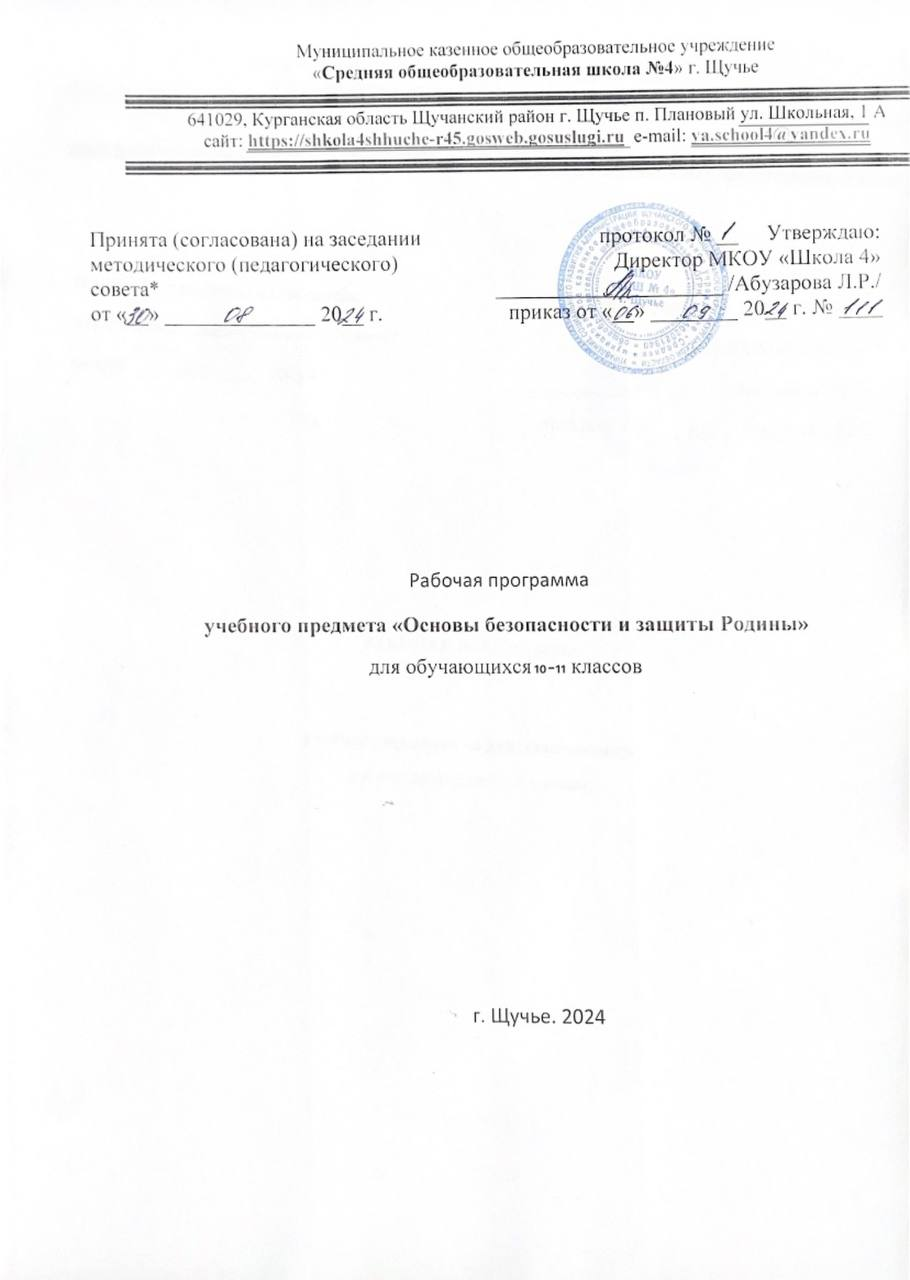 Муниципальное казенное общеобразовательное учреждение
«Средняя общеобразовательная школа №4» г. Щучье
641029, Курганская область Щучанский район г. Щучье п. Плановый ул. Школьная, 1 А
сайт: https://shkola4shhuche-r45.gosweb.gosuslugi.ru e-mail: ya.school4@yandex.ru
Принята (согласована) на заседании
методического (педагогического)
совета*
от «30» 08 2024 г.
протокол № 1 Утверждаю:
Директор МКОУ «Школа 4»
/Абузарова Л.Р./
приказ от «06» 09 2024 г. № 111
Рабочая программа
учебного предмета «Основы безопасности и защиты Родины»
для обучающихся 10-11 классов
г. Щучье. 2024